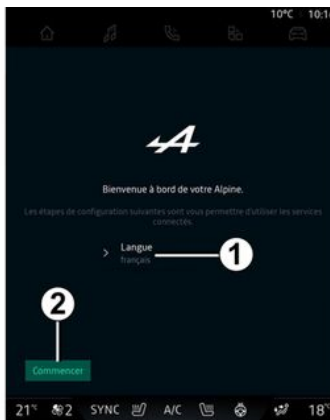 10°C 10:1
Bienvenue à bord de votre Alpine.
Les étapes de configuration suivantes vont vous permettre d'utiliser les services
connectés.
Langue
français
1
2
Commencer
21°C 2 SYNC A/C 18°